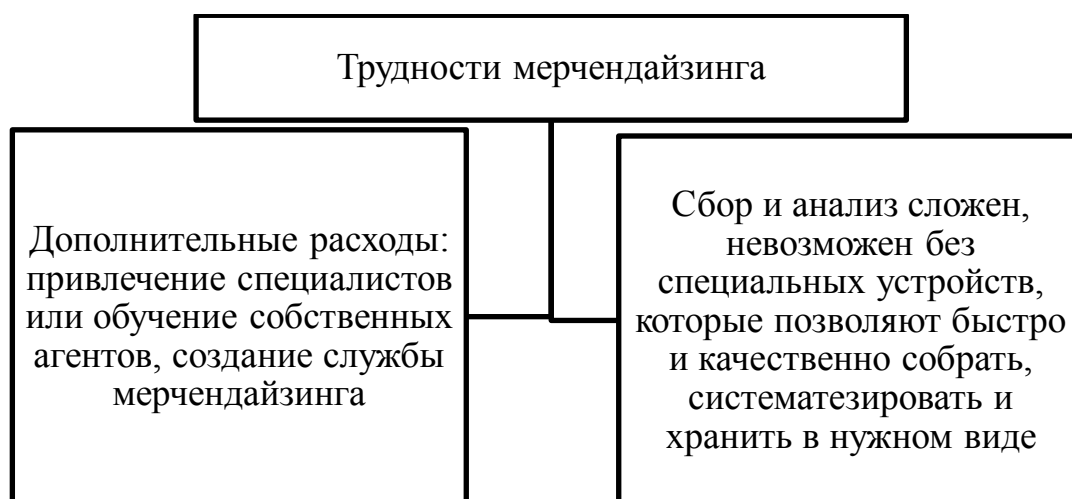 Трудности мерчендайзинга
Дополнительные расходы:
привлечение специалистов
или обучение собственных
агентов, создание службы
мерчендайзинга
Сбор и анализ сложен,
невозможен без
специальных устройств,
которые позволяют быстро
и качественно собрать,
систематезировать и
хранить в нужном виде